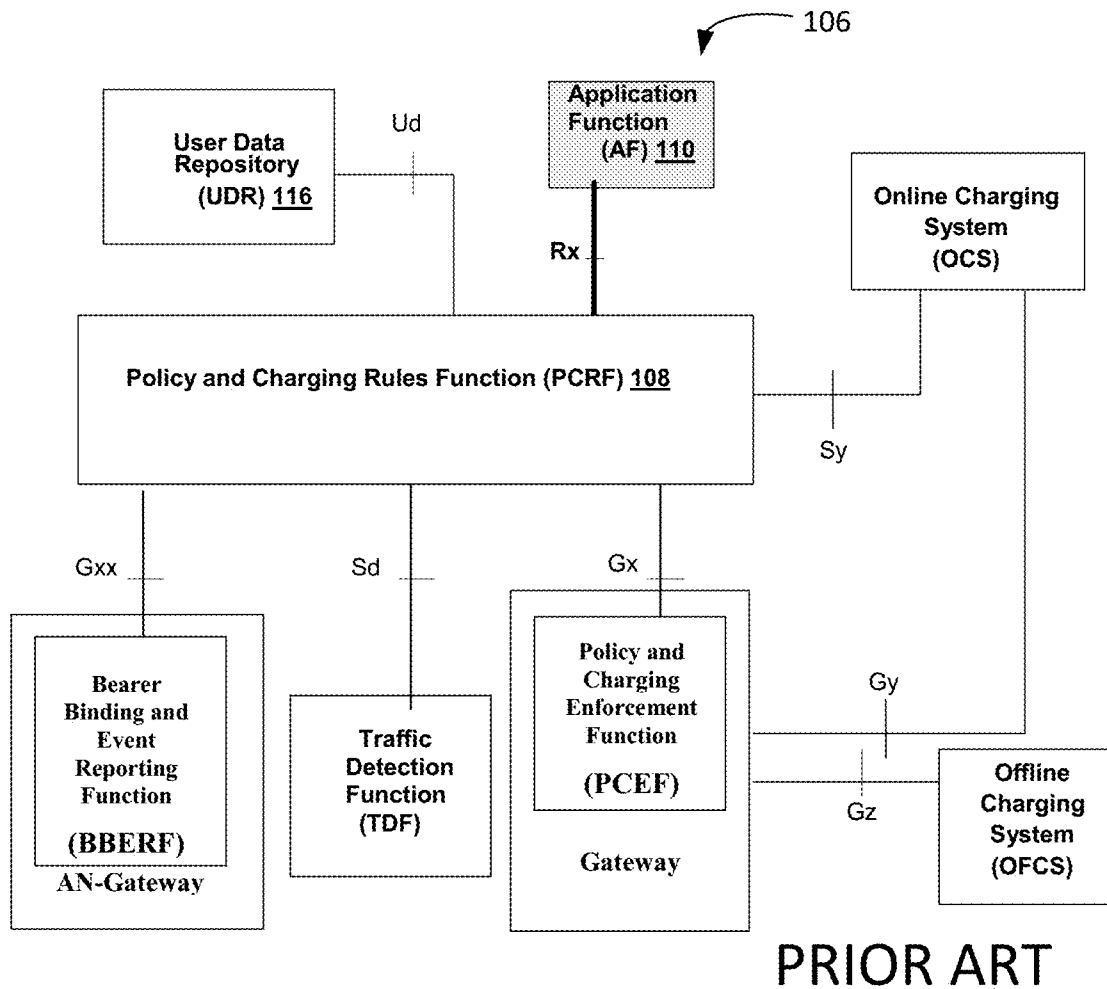 106
Application
Function
(AF) 110
User Data
Repository
(UDR) 116
Ud
Online Charging
System
(OCS)
Rx
Policy and Charging Rules Function (PCRF) 108
Sy
Gxx
Sd
Gx
Bearer
Binding and
Event
Reporting
Function
(BBERF)
AN-Gateway
Traffic
Detection
Function
(TDF)
Policy and
Charging
Enforcement
Function
(PCEF)
Gateway
Gy
Gz
Offline
Charging
System
(OFCS)
PRIOR ART